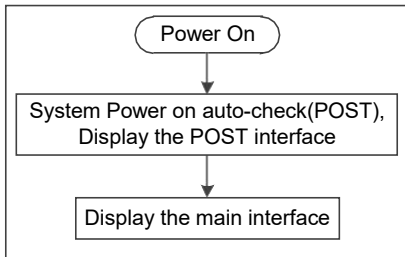 Power On
System Power on auto-check(POST),
Display the POST interface
Display the main interface